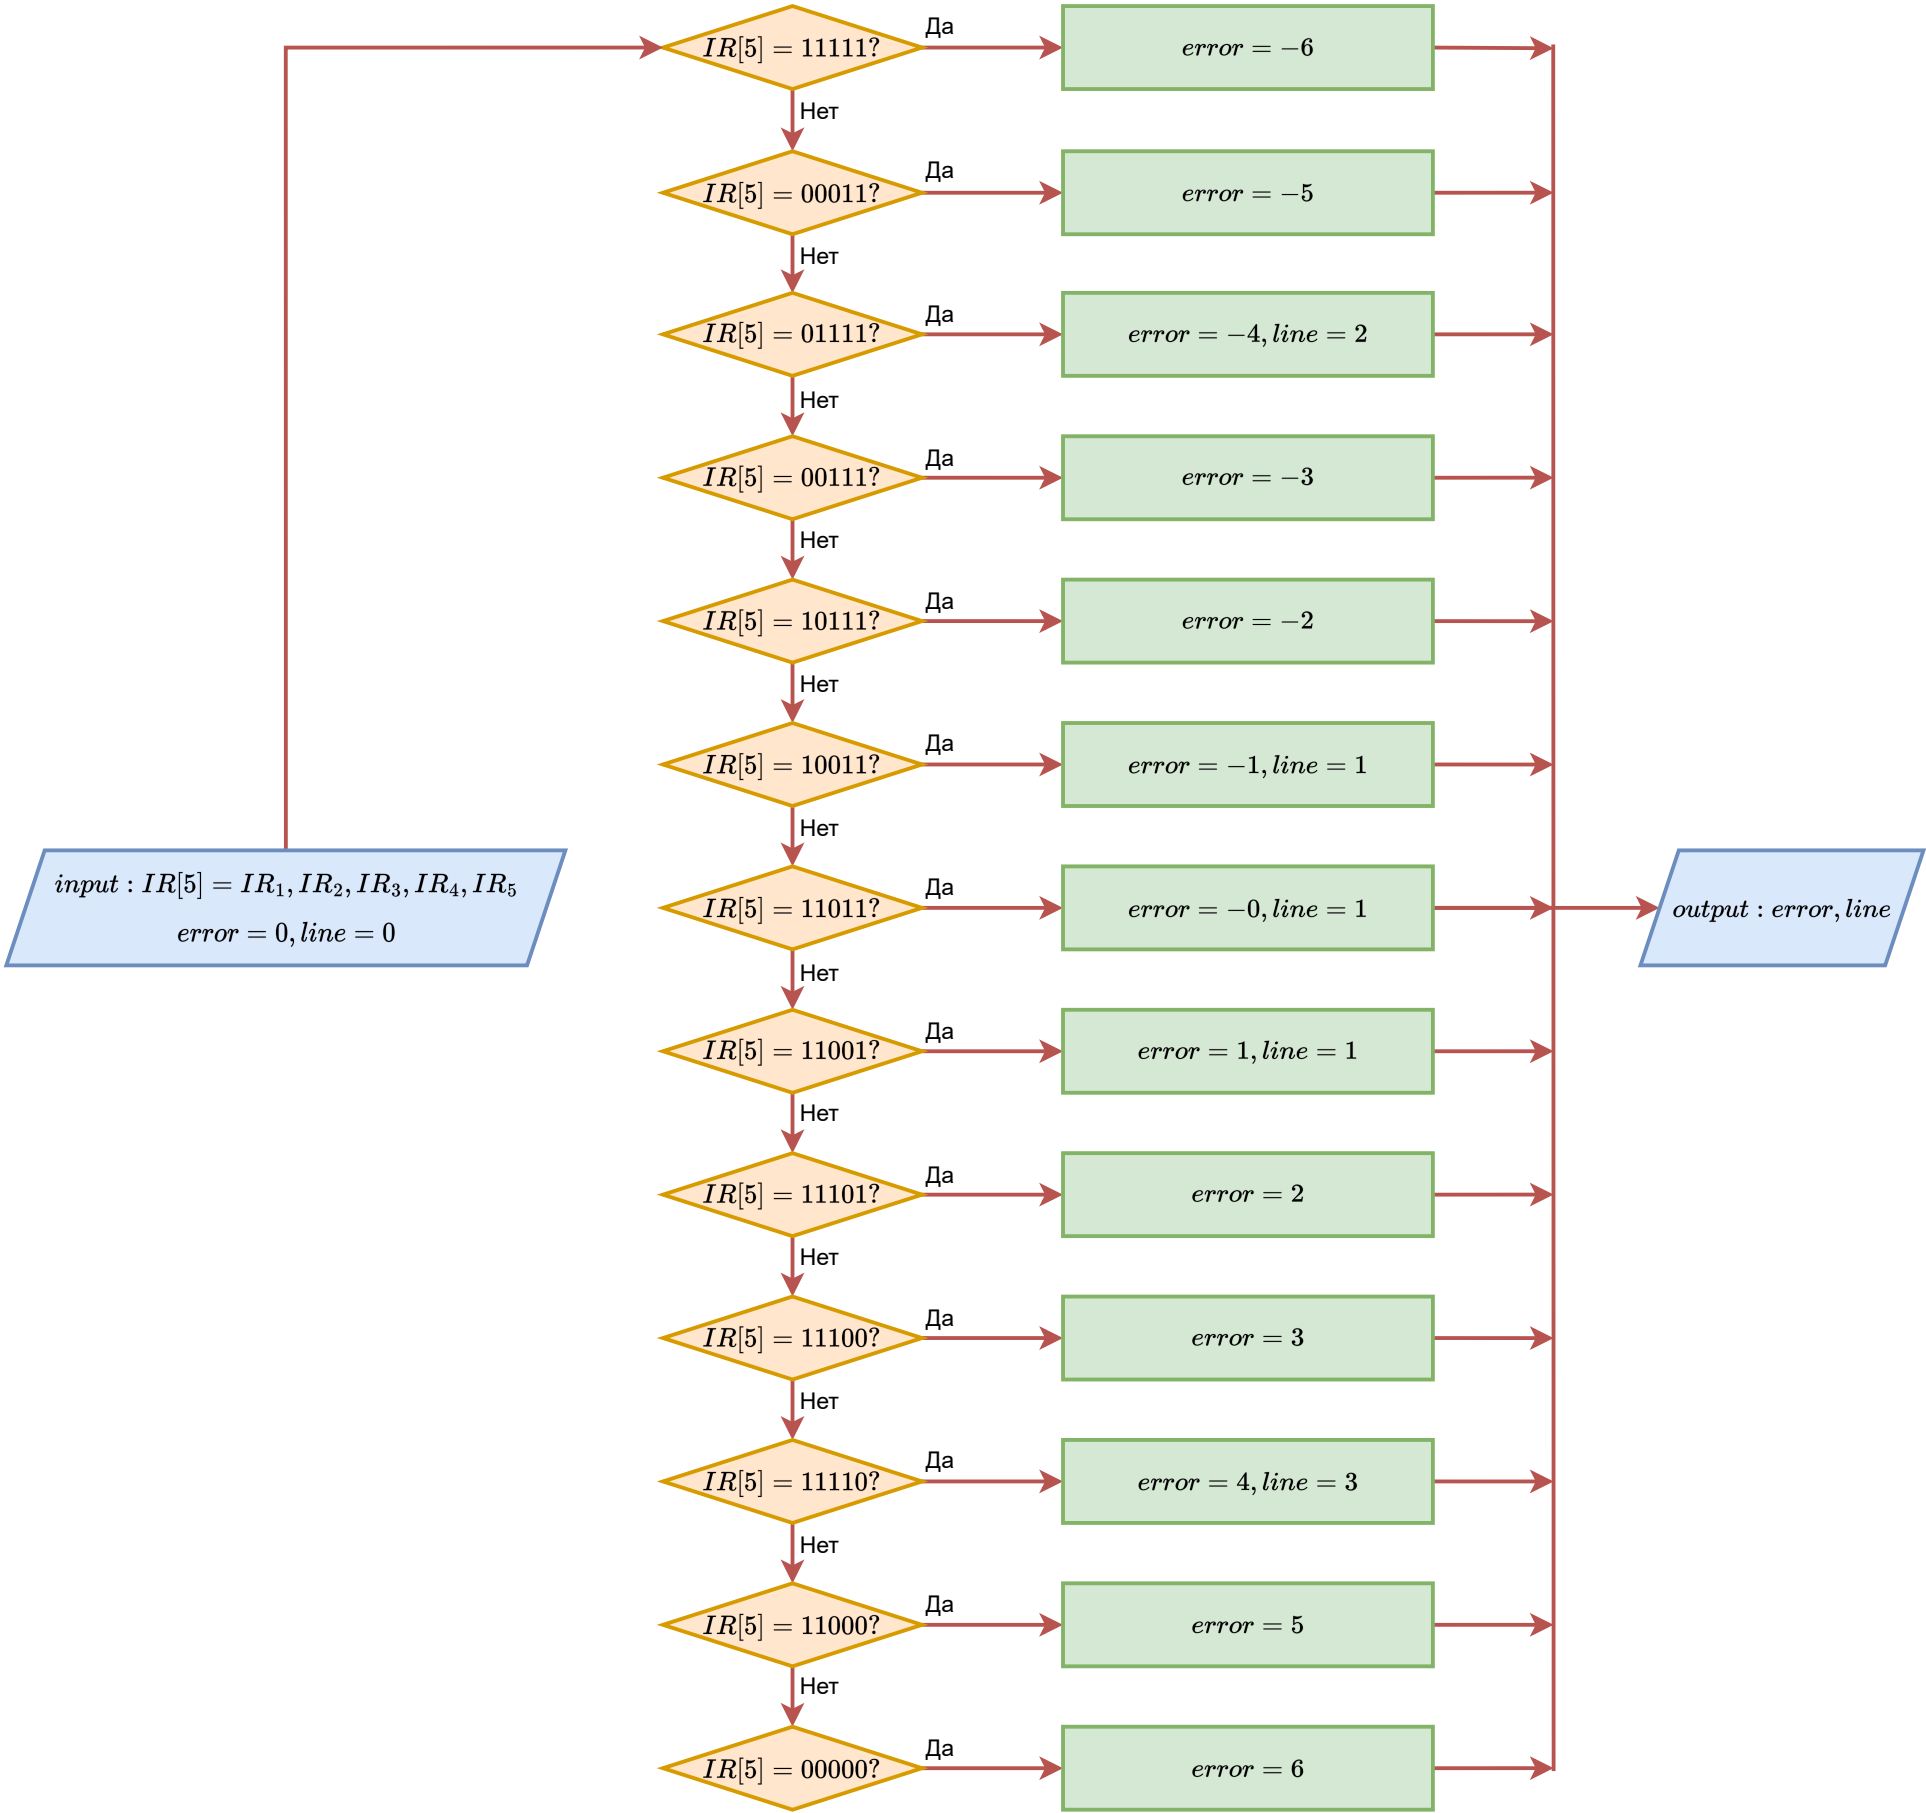 IR[5] = 11111?
Да
error = −6
Нет
IR[5] = 00011?
Да
error = −5
Нет
IR[5] = 01111?
Да
error = −4, line = 2
Нет
IR[5] = 00111?
Да
error = −3
Нет
IR[5] = 10111?
Да
error = −2
Нет
IR[5] = 10011?
Да
error = −1, line = 1
Нет
input : IR[5] = IR₁, IR₂, IR₃, IR₄, IR₅
error = 0, line = 0
IR[5] = 11011?
Да
error = −0, line = 1
output : error, line
Нет
IR[5] = 11001?
Да
error = 1, line = 1
Нет
IR[5] = 11101?
Да
error = 2
Нет
IR[5] = 11100?
Да
error = 3
Нет
IR[5] = 11110?
Да
error = 4, line = 3
Нет
IR[5] = 11000?
Да
error = 5
Нет
IR[5] = 00000?
Да
error = 6